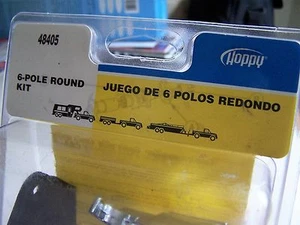 48405
Hoppy
6-POLE ROUND
KIT
JUEGO DE 6 POLOS REDONDO